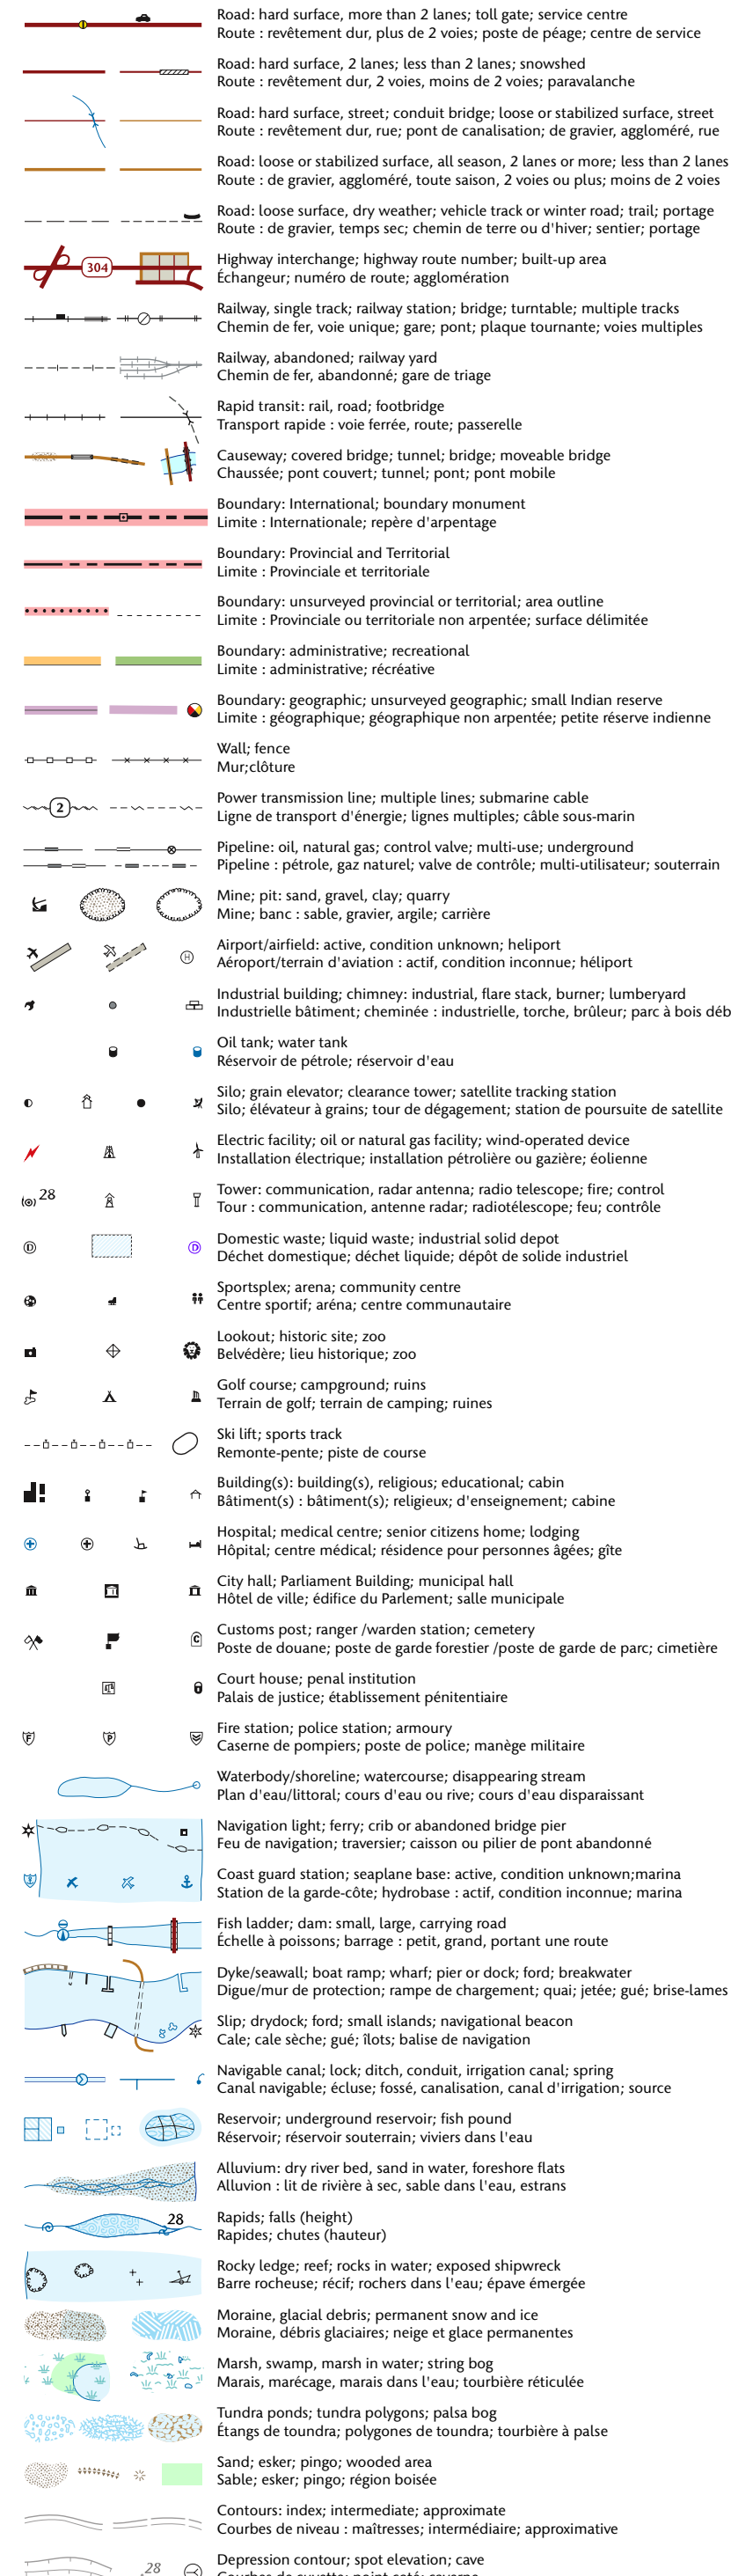 Road: hard surface, more than 2 lanes; toll gate; service centre
Route : revêtement dur, plus de 2 voies; poste de péage; centre de service
Road: hard surface, 2 lanes; less than 2 lanes; snowshed
Route : revêtement dur, 2 voies, moins de 2 voies; paravalanche
Road: hard surface, street; conduit bridge; loose or stabilized surface, street
Route : revêtement dur, rue; pont de canalisation; de gravier, aggloméré, rue
Road: loose or stabilized surface, all season, 2 lanes or more; less than 2 lanes
Route : de gravier, aggloméré, toute saison, 2 voies ou plus; moins de 2 voies
Road: loose surface, dry weather; vehicle track or winter road; trail; portage
Route : de gravier, temps sec; chemin de terre ou d'hiver; sentier; portage
304
Highway interchange; highway route number; built-up area
Échangeur; numéro de route; agglomération
Railway, single track; railway station; bridge; turntable; multiple tracks
Chemin de fer, voie unique; gare; pont; plaque tournante; voies multiples
Railway, abandoned; railway yard
Chemin de fer, abandonné; gare de triage
Rapid transit: rail, road; footbridge
Transport rapide : voie ferrée, route; passerelle
Causeway; covered bridge; tunnel; bridge; moveable bridge
Chaussée; pont couvert; tunnel; pont; pont mobile
Boundary: International; boundary monument
Limite : Internationale; repère d'arpentage
Boundary: Provincial and Territorial
Limite : Provinciale et territoriale
Boundary: unsurveyed provincial or territorial; area outline
Limite : Provinciale ou territoriale non arpentée; surface délimitée
Boundary: administrative; recreational
Limite : administrative; récréative
Boundary: geographic; unsurveyed geographic; small Indian reserve
Limite : géographique; géographique non arpentée; petite réserve indienne
Wall; fence
Mur;clôture
2
Power transmission line; multiple lines; submarine cable
Ligne de transport d'énergie; lignes multiples; câble sous-marin
Pipeline: oil, natural gas; control valve; multi-use; underground
Pipeline : pétrole, gaz naturel; valve de contrôle; multi-utilisateur; souterrain
Mine; pit: sand, gravel, clay; quarry
Mine; banc : sable, gravier, argile; carrière
H
Airport/airfield: active, condition unknown; heliport
Aéroport/terrain d'aviation : actif, condition inconnue; héliport
Industrial building; chimney: industrial, flare stack, burner; lumberyard
Industrielle bâtiment; cheminée : industrielle, torche, brûleur; parc à bois déb
Oil tank; water tank
Réservoir de pétrole; réservoir d'eau
Silo; grain elevator; clearance tower; satellite tracking station
Silo; élévateur à grains; tour de dégagement; station de poursuite de satellite
Electric facility; oil or natural gas facility; wind-operated device
Installation électrique; installation pétrolière ou gazière; éolienne
28
Tower: communication, radar antenna; radio telescope; fire; control
Tour : communication, antenne radar; radiotélescope; feu; contrôle
D D
Domestic waste; liquid waste; industrial solid depot
Déchet domestique; déchet liquide; dépôt de solide industriel
Sportsplex; arena; community centre
Centre sportif; aréna; centre communautaire
Lookout; historic site; zoo
Belvédère; lieu historique; zoo
Golf course; campground; ruins
Terrain de golf; terrain de camping; ruines
Ski lift; sports track
Remonte-pente; piste de course
Building(s): building(s), religious; educational; cabin
Bâtiment(s) : bâtiment(s); religieux; d'enseignement; cabine
Hospital; medical centre; senior citizens home; lodging
Hôpital; centre médical; résidence pour personnes âgées; gîte
City hall; Parliament Building; municipal hall
Hôtel de ville; édifice du Parlement; salle municipale
C
Customs post; ranger /warden station; cemetery
Poste de douane; poste de garde forestier /poste de garde de parc; cimetière
Court house; penal institution
Palais de justice; établissement pénitentiaire
F P
Fire station; police station; armoury
Caserne de pompiers; poste de police; manège militaire
Waterbody/shoreline; watercourse; disappearing stream
Plan d'eau/littoral; cours d'eau ou rive; cours d'eau disparaissant
Navigation light; ferry; crib or abandoned bridge pier
Feu de navigation; traversier; caisson ou pilier de pont abandonné
Coast guard station; seaplane base: active, condition unknown;marina
Station de la garde-côte; hydrobase : actif, condition inconnue; marina
Fish ladder; dam: small, large, carrying road
Échelle à poissons; barrage : petit, grand, portant une route
Dyke/seawall; boat ramp; wharf; pier or dock; ford; breakwater
Digue/mur de protection; rampe de chargement; quai; jetée; gué; brise-lames
Slip; drydock; ford; small islands; navigational beacon
Cale; cale sèche; gué; îlots; balise de navigation
Navigable canal; lock; ditch, conduit, irrigation canal; spring
Canal navigable; écluse; fossé, canalisation, canal d'irrigation; source
Reservoir; underground reservoir; fish pound
Réservoir; réservoir souterrain; viviers dans l'eau
Alluvium: dry river bed, sand in water, foreshore flats
Alluvion : lit de rivière à sec, sable dans l'eau, estrans
28
Rapids; falls (height)
Rapides; chutes (hauteur)
Rocky ledge; reef; rocks in water; exposed shipwreck
Barre rocheuse; récif; rochers dans l'eau; épave émergée
Moraine, glacial debris; permanent snow and ice
Moraine, débris glaciaires; neige et glace permanentes
Marsh, swamp, marsh in water; string bog
Marais, marécage, marais dans l'eau; tourbière réticulée
Tundra ponds; tundra polygons; palsa bog
Étangs de toundra; polygones de toundra; tourbière à palse
Sand; esker; pingo; wooded area
Sable; esker; pingo; région boisée
Contours: index; intermediate; approximate
Courbes de niveau : maîtresses; intermédiaire; approximative
.28
Depression contour; spot elevation; cave